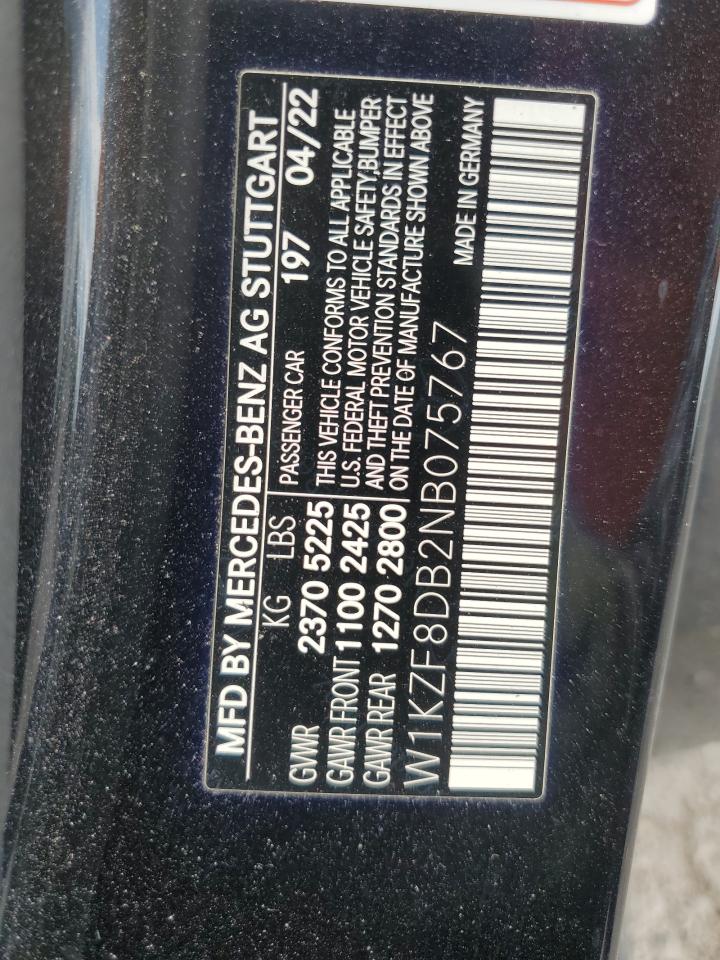 MFD BY MERCEDES-BENZ AG STUTTGART
KG LBS PASSENGER CAR 197 04/22
GVWR 2370 5225
GAWR FRONT 1100 2425
GAWR REAR 1270 2800
THIS VEHICLE CONFORMS TO ALL APPLICABLE
U.S. FEDERAL MOTOR VEHICLE SAFETY,BUMPER
AND THEFT PREVENTION STANDARDS IN EFFECT
ON THE DATE OF MANUFACTURE SHOWN ABOVE
W1KZF8DB2NB075767 MADE IN GERMANY